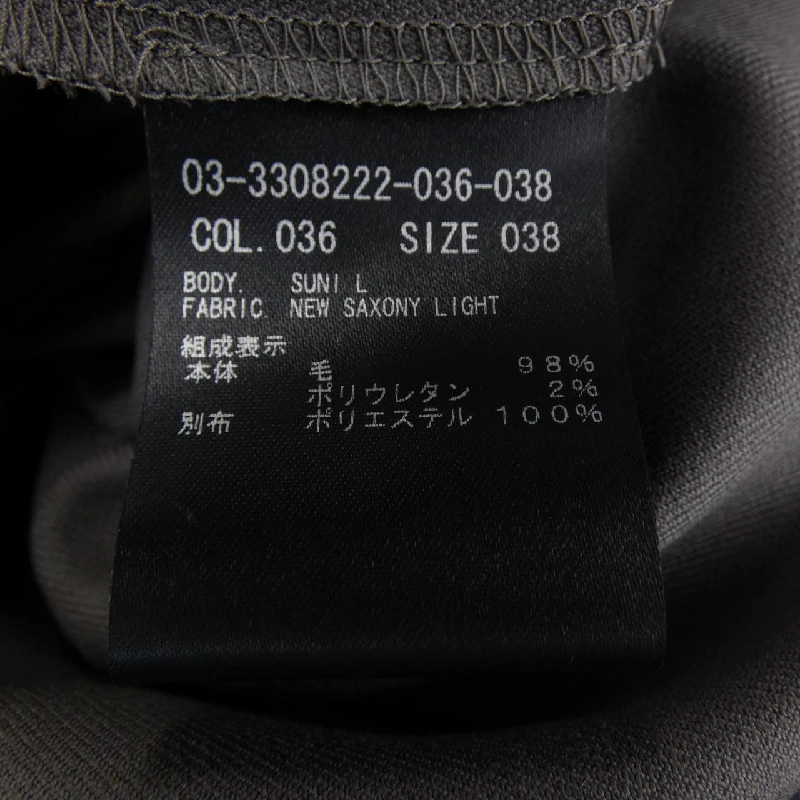 03-3308222-036-038
COL.036 SIZE 038
BODY. SUNI L
FABRIC. NEW SAXONY LIGHT
組成表示
本体 毛 98%
ポリウレタン 2%
別布 ポリエステル 100%